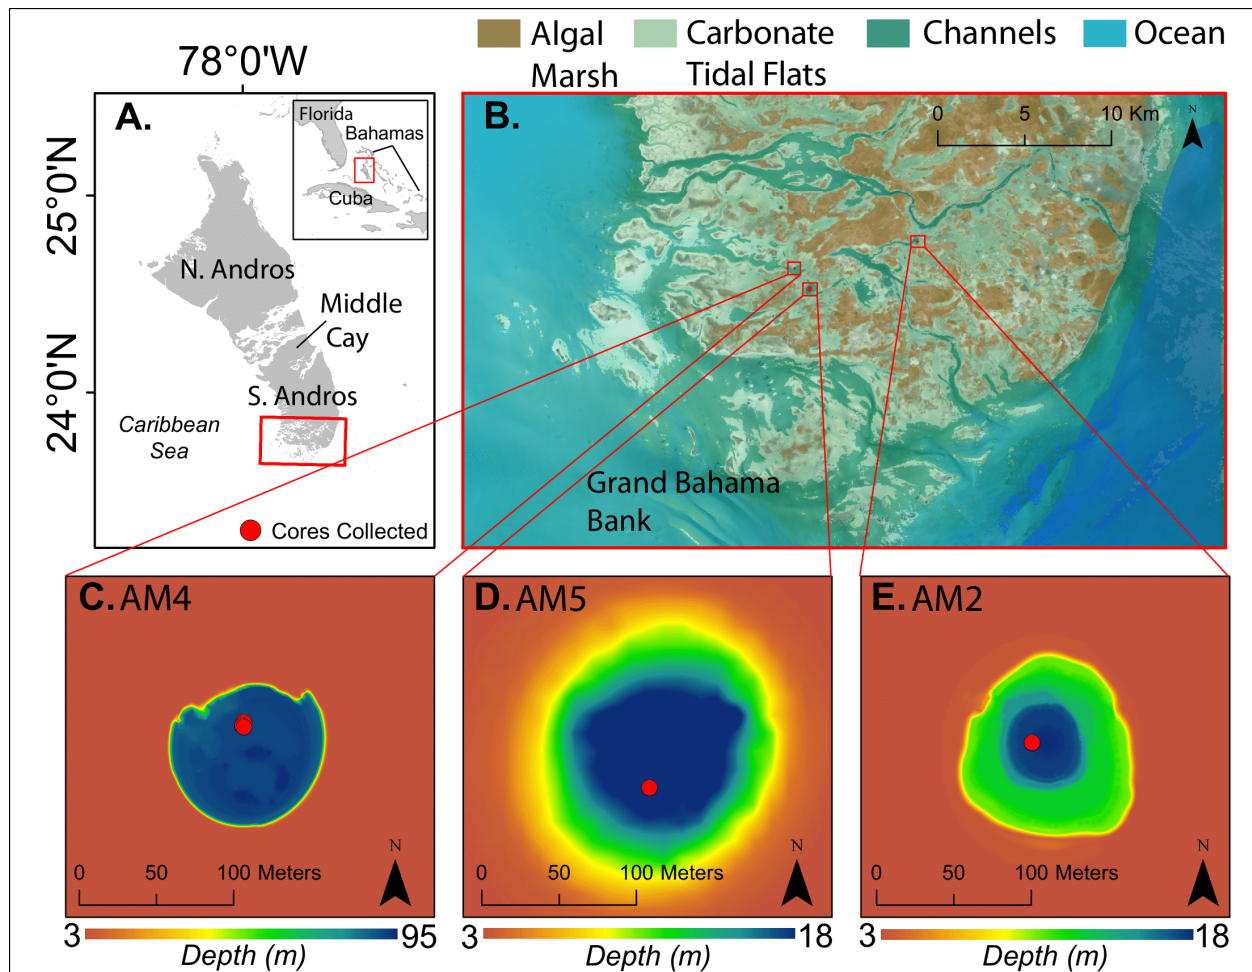 Algal
Marsh
Carbonate
Tidal Flats
Channels
Ocean
78°0'W
25°0'N
24°0'N
A.
Florida
Bahamas
Cuba
N. Andros
Middle
Cay
S. Andros
Caribbean
Sea
Cores Collected
B.
0 5 10 Km
N
Grand Bahama
Bank
C. AM4
N
0 50 100 Meters
3 95
Depth (m)
D. AM5
N
0 50 100 Meters
3 18
Depth (m)
E. AM2
N
0 50 100 Meters
3 18
Depth (m)